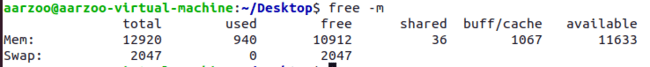 aarzoo@aarzoo-virtual-machine:~/Desktop$ free -m
total used free shared buff/cache available
Mem: 12920 940 10912 36 1067 11633
Swap: 2047 0 2047